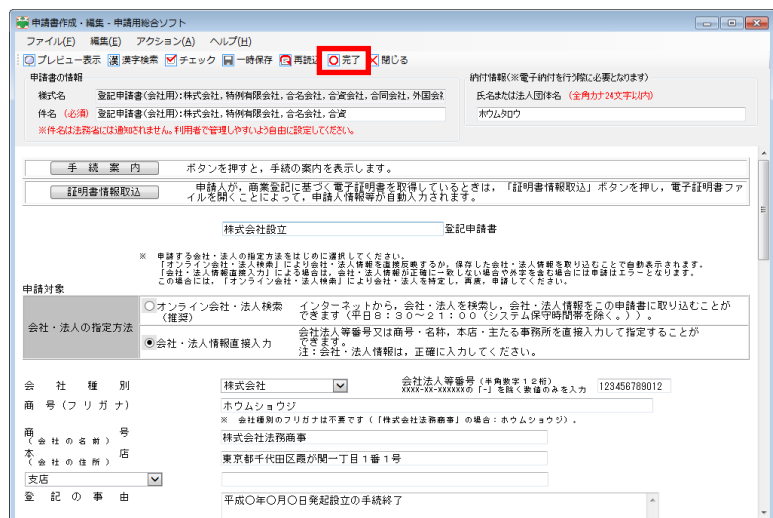 申請書作成・編集 - 申請用総合ソフト
ファイル(F) 編集(E) アクション(A) ヘルプ(H)
プレビュー表示 漢 漢字検索 チェック 一時保存 再読込 完了 閉じる
申請書の情報
様式名 登記申請書(会社用):株式会社, 特例有限会社, 合名会社, 合資会社, 合同会社, 外国会社
件名 (必須) 登記申請書(会社用):株式会社, 特例有限会社, 合名会社, 合資
※件名は法務省には通知されません。利用者で管理しやすいよう自由に設定してください。
納付情報(※電子納付を行う際に必要となります)
氏名または法人団体名 (全角カナ24文字以内)
ホウムタロウ
手 続 案 内 ボタンを押すと，手続の案内を表示します。
証明書情報取込 申請人が，商業登記に基づく電子証明書を取得しているときは，「証明書情報取込」ボタンを押し，電子証明書ファ
イルを開くことによって，申請人情報等が自動入力されます。
株式会社設立 登記申請書
※ 申請する会社・法人の指定方法をはじめに選択してください。
「オンライン会社・法人検索」により会社・法人情報を直接反映するか，保存した会社・法人情報を取り込むことで自動表示されます。
「会社・法人情報直接入力」による場合は，会社・法人情報が正確に一致しない場合や外字を含む場合には申請はエラーとなります。
この場合には，「オンライン会社・法人検索」により会社・法人を特定し，再度，申請してください。
申請対象
会社・法人の指定方法
オンライン会社・法人検索
（推奨）
インターネットから，会社・法人を検索し，会社・法人情報をこの申請書に取り込むことが
できます（平日８：３０～２１：００（システム保守時間帯を除く。））。
会社・法人情報直接入力
会社法人等番号又は商号・名称，本店・主たる事務所を直接入力して指定することが
できます。
注：会社・法人情報は，正確に入力してください。
会 社 種 別 株式会社 会社法人等番号（半角数字１２桁） 123456789012
XXXX-XX-XXXXXXの「-」を除く数値のみを入力
商 号(フ リ ガ ナ) ホウムショウジ
※ 会社種別のフリガナは不要です（「株式会社法務商事」の場合：ホウムショウジ）．
商 号 株式会社法務商事
（ 会 社 の 名 前 ）
本 店 東京都千代田区霞が関一丁目１番１号
（ 会 社 の 住 所 ）
支店
登 記 の 事 由 平成○年○月○日発起設立の手続終了